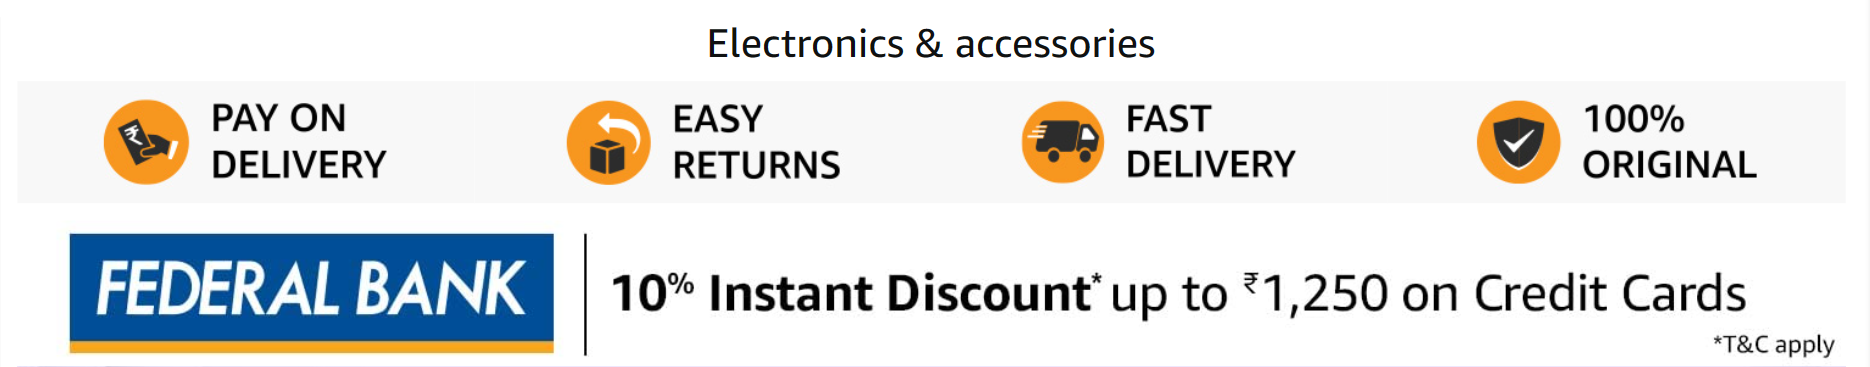 Electronics & accessories
PAY ON
DELIVERY
EASY
RETURNS
FAST
DELIVERY
100%
ORIGINAL
FEDERAL BANK
10% Instant Discount* up to ₹1,250 on Credit Cards
*T&C apply